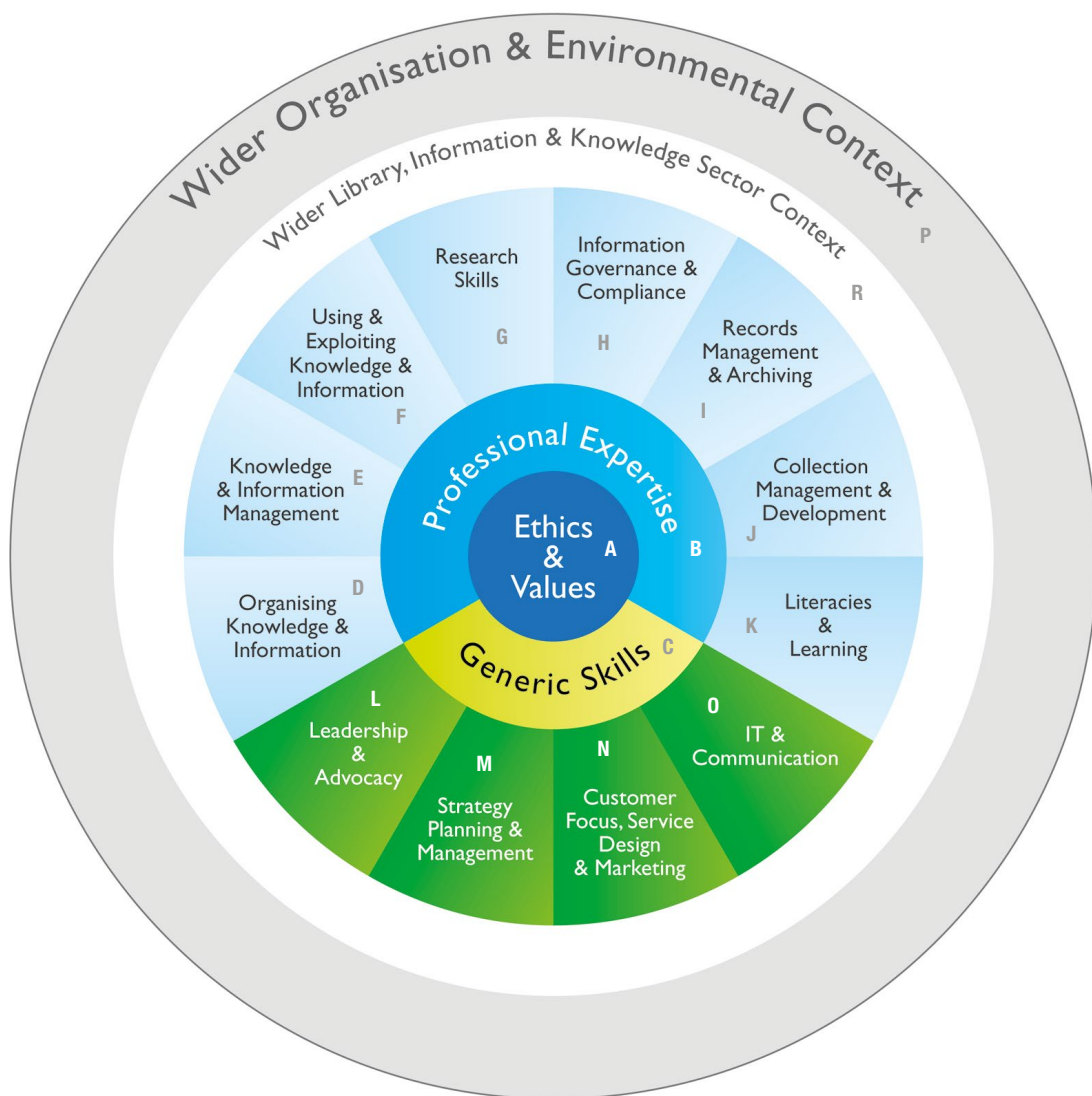 Wider Organisation & Environmental Context
P
Wider Library, Information & Knowledge Sector Context
R
Research
Skills
G
Information
Governance &
Compliance
H
Using &
Exploiting
Knowledge &
Information
F
Records
Management
& Archiving
I
Knowledge
& Information
Management
E
Collection
Management &
Development
J
Professional Expertise
B
Ethics
&
Values
A
Organising
Knowledge &
Information
D
Literacies
&
Learning
K
Generic Skills
C
L
Leadership
&
Advocacy
M
Strategy
Planning &
Management
N
Customer
Focus, Service
Design
& Marketing
O
IT &
Communication